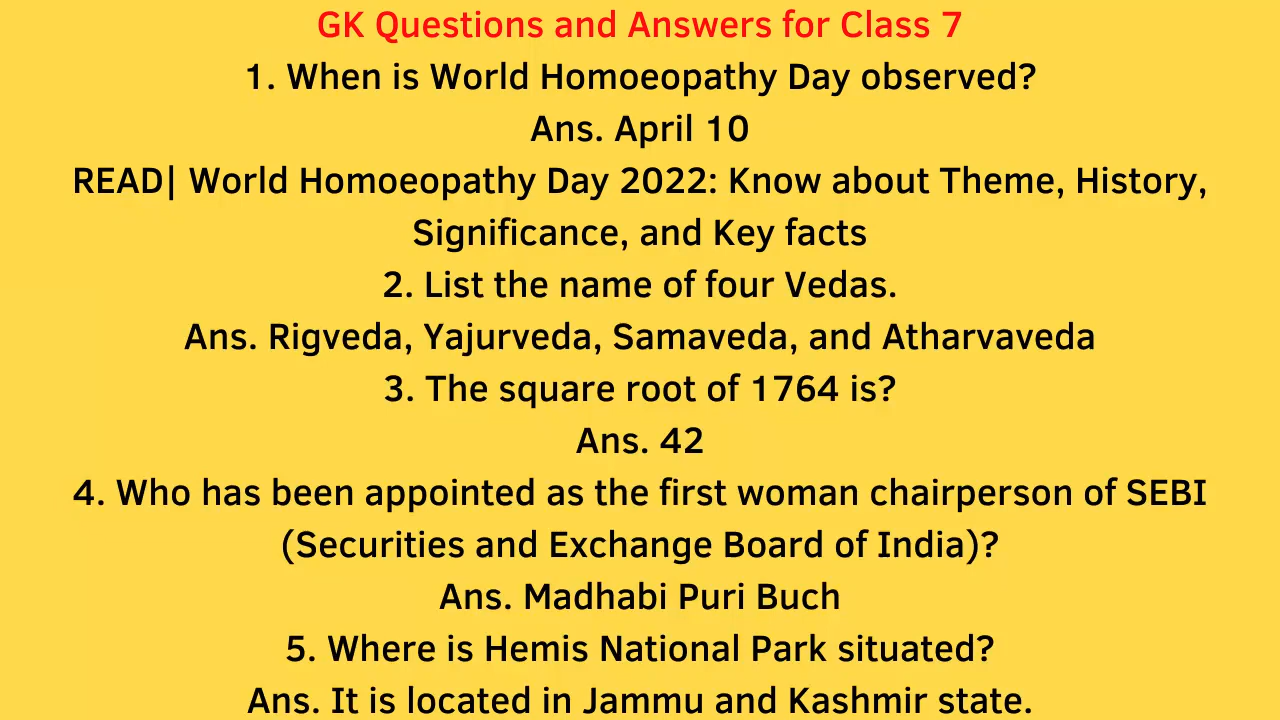 GK Questions and Answers for Class 7
1. When is World Homoeopathy Day observed?
Ans. April 10
READ| World Homoeopathy Day 2022: Know about Theme, History,
Significance, and Key facts
2. List the name of four Vedas.
Ans. Rigveda, Yajurveda, Samaveda, and Atharvaveda
3. The square root of 1764 is?
Ans. 42
4. Who has been appointed as the first woman chairperson of SEBI
(Securities and Exchange Board of India)?
Ans. Madhabi Puri Buch
5. Where is Hemis National Park situated?
Ans. It is located in Jammu and Kashmir state.